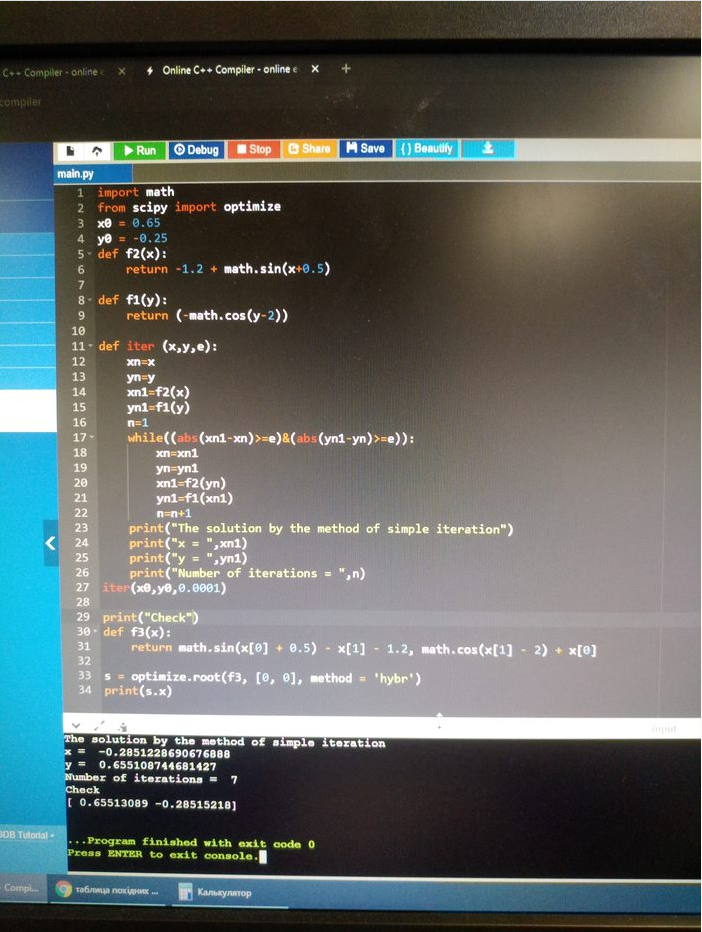 C++ Compiler - online
Online C++ Compiler - online e
compiler
Run Debug Stop Share Save {} Beautify
main.py
1 import math
2 from scipy import optimize
3 x0 = 0.65
4 y0 = -0.25
5 def f2(x):
6 return -1.2 + math.sin(x+0.5)
7
8 def f1(y):
9 return (-math.cos(y-2))
10
11 def iter (x,y,e):
12 xn=x
13 yn=y
14 xn1=f2(x)
15 yn1=f1(y)
16 n=1
17 while((abs(xn1-xn)>=e)&(abs(yn1-yn)>=e)):
18 xn=xn1
19 yn=yn1
20 xn1=f2(yn)
21 yn1=f1(xn1)
22 n=n+1
23 print("The solution by the method of simple iteration")
24 print("x = ",xn1)
25 print("y = ",yn1)
26 print("Number of iterations = ",n)
27 iter(x0,y0,0.0001)
28
29 print("Check")
30 def f3(x):
31 return math.sin(x[0] + 0.5) - x[1] - 1.2, math.cos(x[1] - 2) + x[0]
32
33 s = optimize.root(f3, [0, 0], method = 'hybr')
34 print(s.x)
input
The solution by the method of simple iteration
x = -0.2851228690676888
y = 0.655108744681427
Number of iterations = 7
Check
[ 0.65513089 -0.28515218]
...Program finished with exit code 0
Press ENTER to exit console.
GDB Tutorial
Compi...
таблица похідних ...
Калькулятор